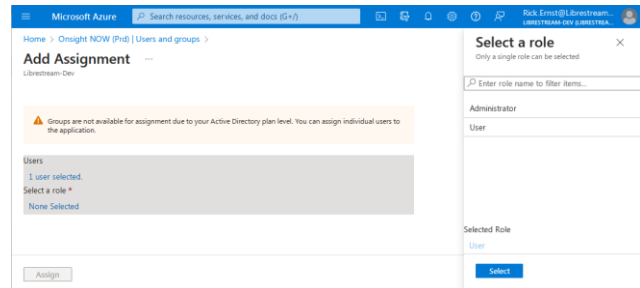 Microsoft Azure
Search resources, services, and docs (G+/)
Rick.Ernst@Librestream...
LIBRESTREAM-DEV (LIBRESTREA...
Home > Onsight NOW (Prd) | Users and groups >
Add Assignment ...
Librestream-Dev
Groups are not available for assignment due to your Active Directory plan level. You can assign individual users to
the application.
Users
1 user selected.
Select a role *
None Selected
Assign
Select a role
Only a single role can be selected
Enter role name to filter items...
Administrator
User
Selected Role
User
Select